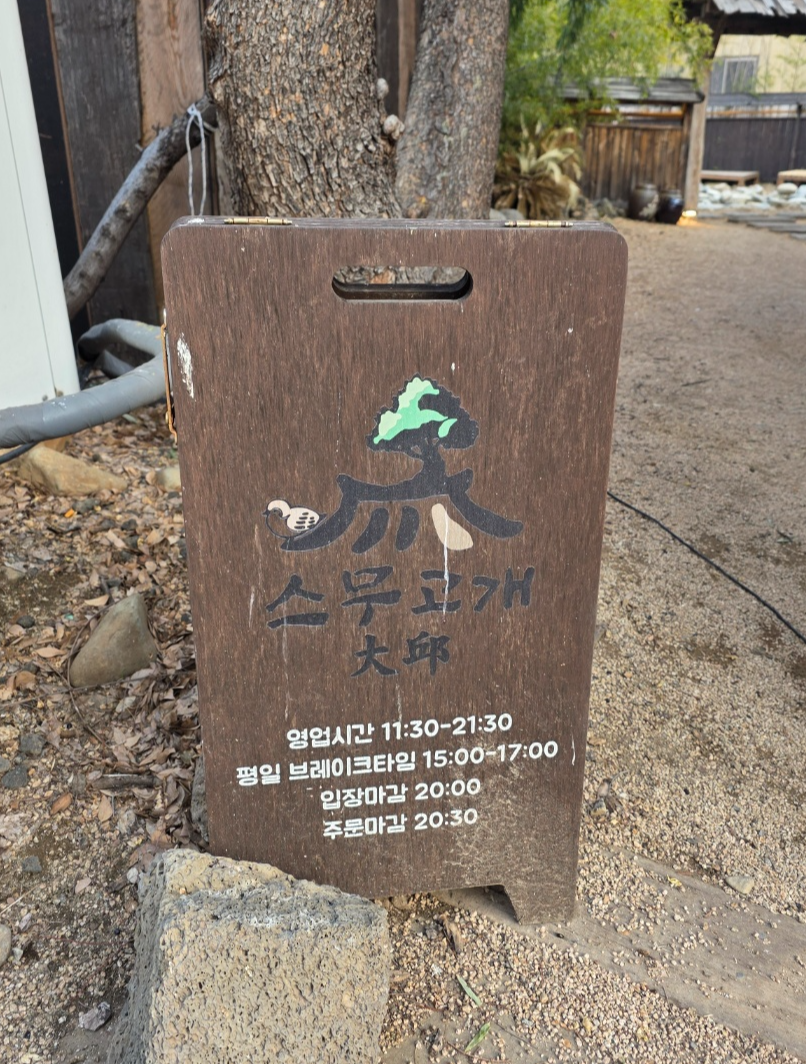 스무고개
大邱
영업시간 11:30-21:30
평일 브레이크타임 15:00-17:00
입장마감 20:00
주문마감 20:30